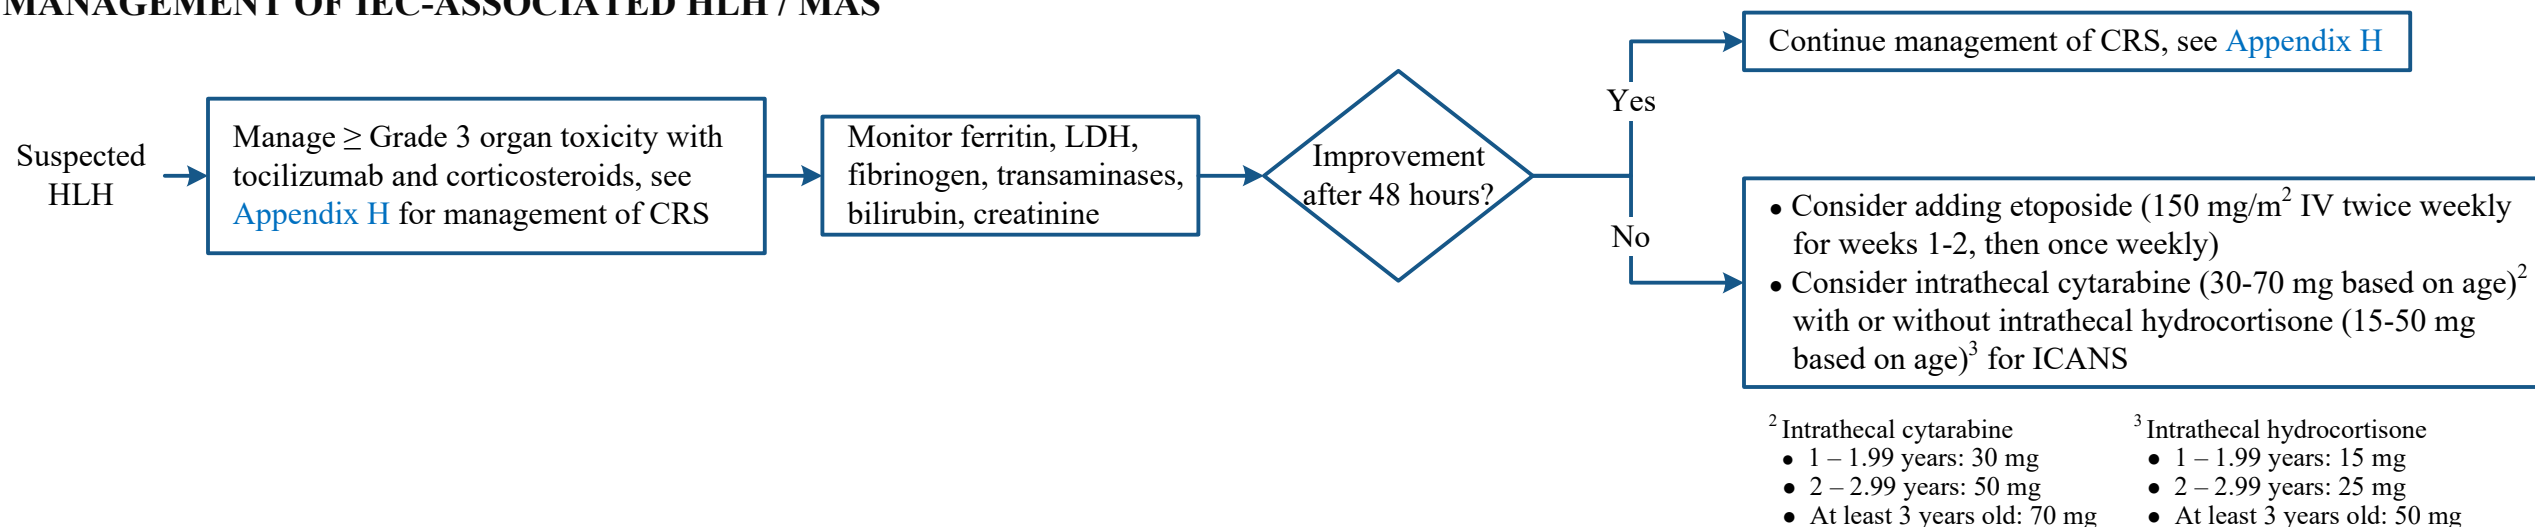 MANAGEMENT OF IEC-ASSOCIATED HLH / MAS
Suspected
HLH
Manage ≥ Grade 3 organ toxicity with
tocilizumab and corticosteroids, see
Appendix H for management of CRS
Monitor ferritin, LDH,
fibrinogen, transaminases,
bilirubin, creatinine
Improvement
after 48 hours?
Yes
Continue management of CRS, see Appendix H
No
● Consider adding etoposide (150 mg/m² IV twice weekly
for weeks 1-2, then once weekly)
● Consider intrathecal cytarabine (30-70 mg based on age)²
with or without intrathecal hydrocortisone (15-50 mg
based on age)³ for ICANS
² Intrathecal cytarabine
● 1 – 1.99 years: 30 mg
● 2 – 2.99 years: 50 mg
● At least 3 years old: 70 mg
³ Intrathecal hydrocortisone
● 1 – 1.99 years: 15 mg
● 2 – 2.99 years: 25 mg
● At least 3 years old: 50 mg